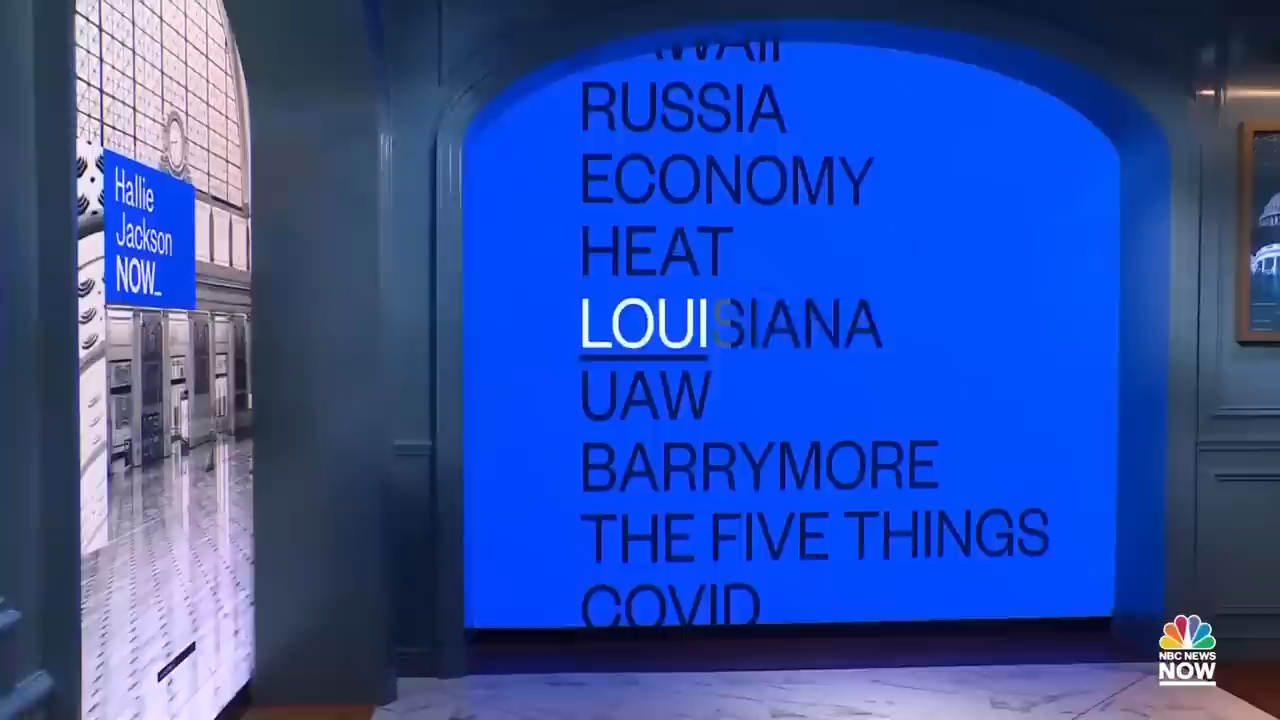 Hallie
Jackson
NOW_
RUSSIA
ECONOMY
HEAT
LOUISIANA
UAW
BARRYMORE
THE FIVE THINGS
COVID
NBC NEWS
NOW